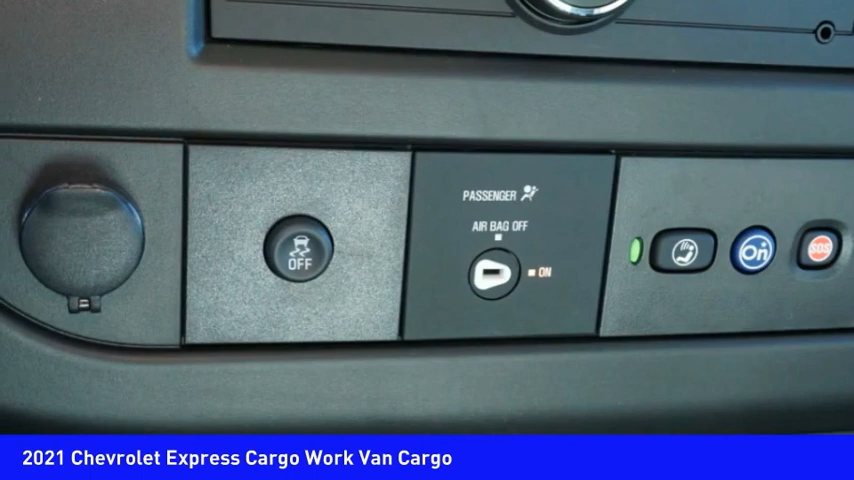 PASSENGER
AIR BAG OFF
ON
OFF
On
SOS
2021 Chevrolet Express Cargo Work Van Cargo